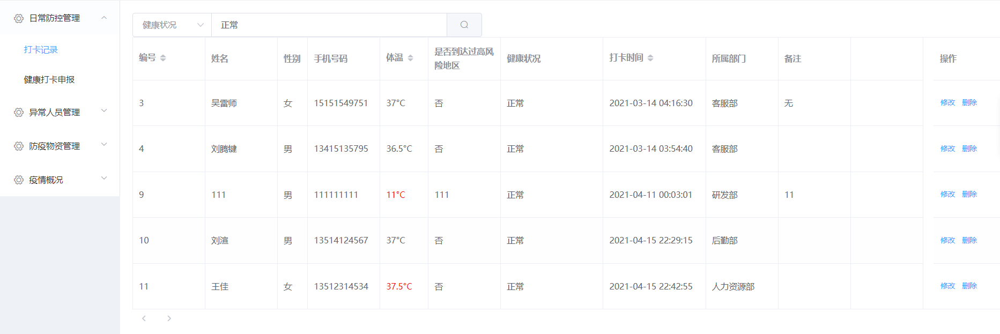 日常防控管理
打卡记录
健康打卡申报
异常人员管理
防疫物资管理
疫情概况
健康状况 正常
编号 姓名 性别 手机号码 体温 是否到达过高风险地区 健康状况 打卡时间 所属部门 备注 操作
3 吴雷师 女 15151549751 37°C 否 正常 2021-03-14 04:16:30 客服部 无 修改 删除
4 刘腾键 男 13415135795 36.5°C 否 正常 2021-03-14 03:54:40 客服部 修改 删除
9 111 男 111111111 11°C 111 正常 2021-04-11 00:03:01 研发部 11 修改 删除
10 刘渲 男 13514124567 37°C 否 正常 2021-04-15 22:29:15 后勤部 修改 删除
11 王佳 女 13512314534 37.5°C 否 正常 2021-04-15 22:42:55 人力资源部 修改 删除